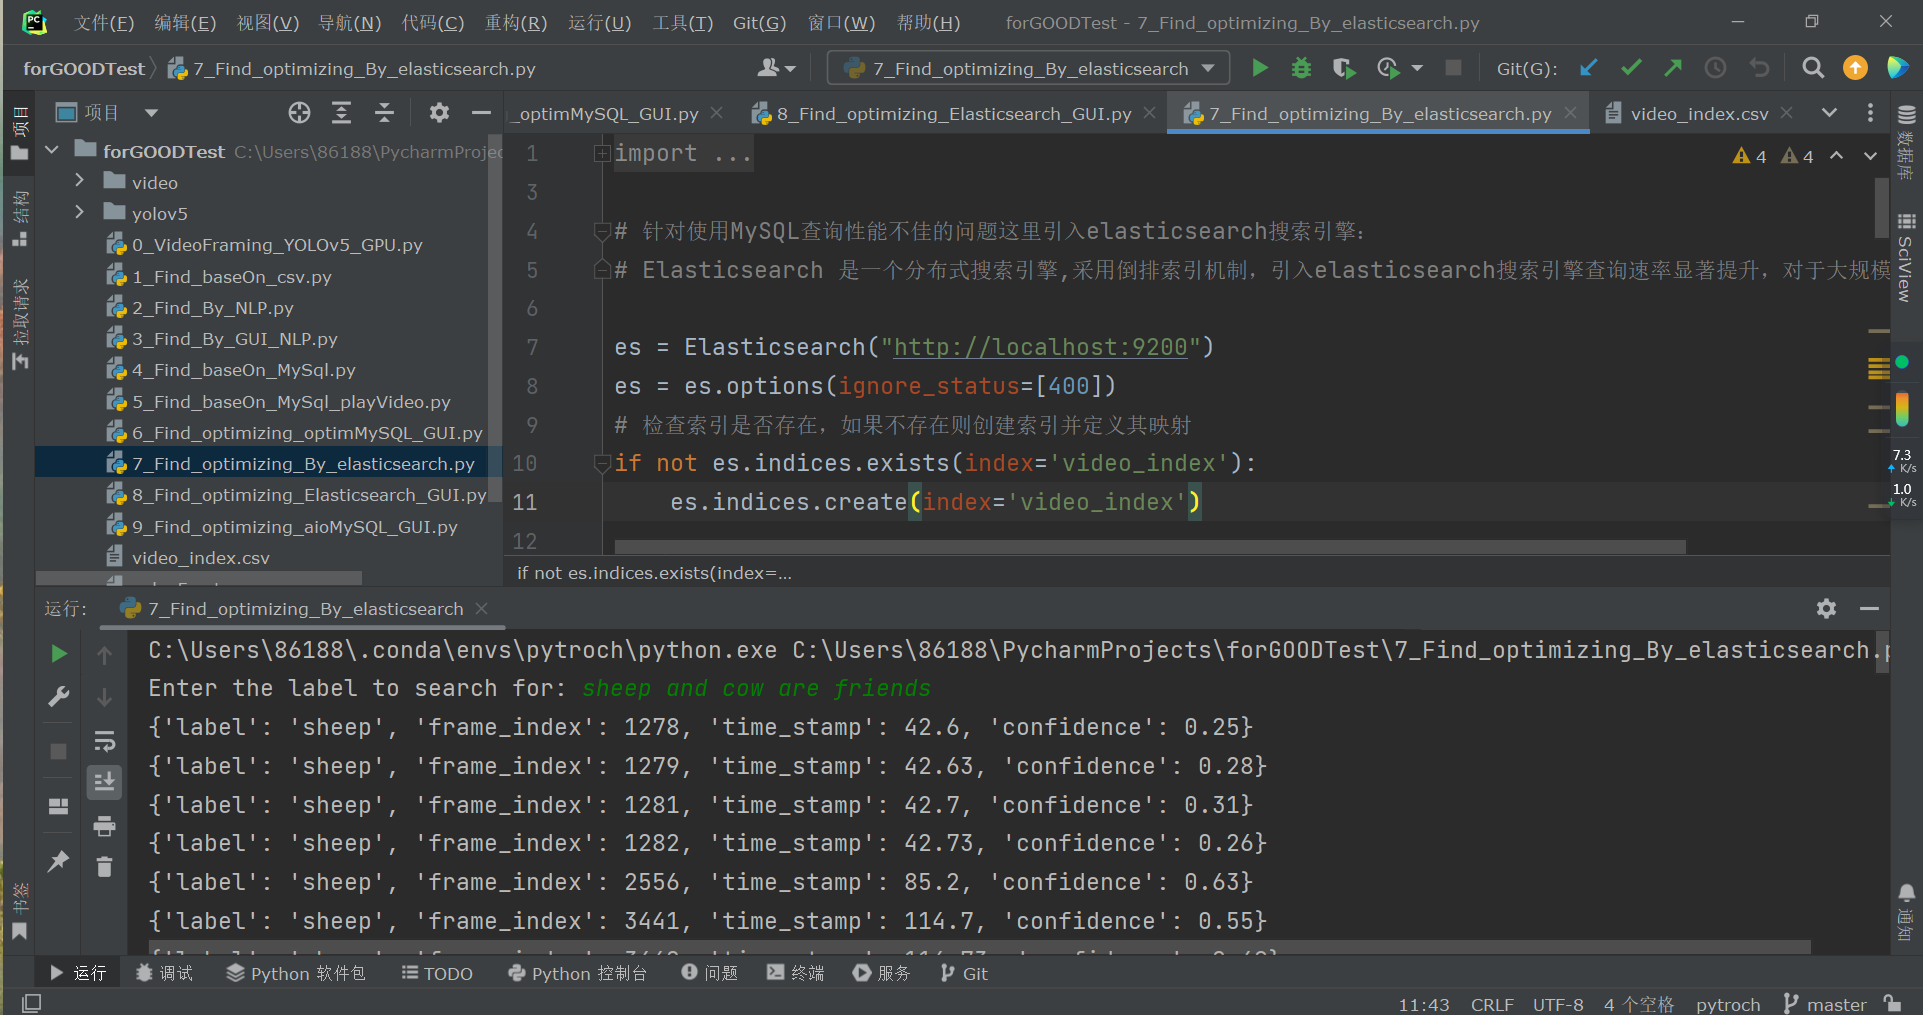 PC 文件(F) 编辑(E) 视图(V) 导航(N) 代码(C) 重构(R) 运行(U) 工具(T) Git(G) 窗口(W) 帮助(H) forGOODTest - 7_Find_optimizing_By_elasticsearch.py
forGOODTest 7_Find_optimizing_By_elasticsearch.py 7_Find_optimizing_By_elasticsearch Git(G):
项目 _optimMySQL_GUI.py 8_Find_optimizing_Elasticsearch_GUI.py 7_Find_optimizing_By_elasticsearch.py video_index.csv
项目
结构
拉取请求
书签
forGOODTest C:\Users\86188\PycharmProjec
video
yolov5
0_VideoFraming_YOLOv5_GPU.py
1_Find_baseOn_csv.py
2_Find_By_NLP.py
3_Find_By_GUI_NLP.py
4_Find_baseOn_MySql.py
5_Find_baseOn_MySql_playVideo.py
6_Find_optimizing_optimMySQL_GUI.py
7_Find_optimizing_By_elasticsearch.py
8_Find_optimizing_Elasticsearch_GUI.py
9_Find_optimizing_aioMySQL_GUI.py
video_index.csv
1 import ...
4 4
3
4 # 针对使用MySQL查询性能不佳的问题这里引入elasticsearch搜索引擎：
5 # Elasticsearch 是一个分布式搜索引擎,采用倒排索引机制，引入elasticsearch搜索引擎查询速率显著提升，对于大规模
6
7 es = Elasticsearch("http://localhost:9200")
8 es = es.options(ignore_status=[400])
9 # 检查索引是否存在，如果不存在则创建索引并定义其映射
10 if not es.indices.exists(index='video_index'):
11 es.indices.create(index='video_index')
12
if not es.indices.exists(index=...
数据库
SciView
7.3
K/s
1.0
K/s
通知
运行: 7_Find_optimizing_By_elasticsearch
C:\Users\86188\.conda\envs\pytroch\python.exe C:\Users\86188\PycharmProjects\forGOODTest\7_Find_optimizing_By_elasticsearch.p
Enter the label to search for: sheep and cow are friends
{'label': 'sheep', 'frame_index': 1278, 'time_stamp': 42.6, 'confidence': 0.25}
{'label': 'sheep', 'frame_index': 1279, 'time_stamp': 42.63, 'confidence': 0.28}
{'label': 'sheep', 'frame_index': 1281, 'time_stamp': 42.7, 'confidence': 0.31}
{'label': 'sheep', 'frame_index': 1282, 'time_stamp': 42.73, 'confidence': 0.26}
{'label': 'sheep', 'frame_index': 2556, 'time_stamp': 85.2, 'confidence': 0.63}
{'label': 'sheep', 'frame_index': 3441, 'time_stamp': 114.7, 'confidence': 0.55}
运行 调试 Python 软件包 TODO Python 控制台 问题 终端 服务 Git
11:43 CRLF UTF-8 4 个空格 pytroch master